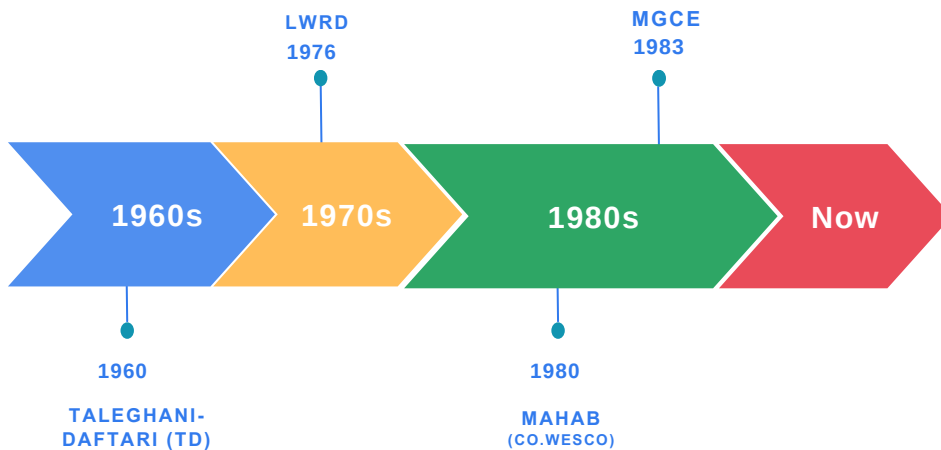 LWRD
1976
MGCE
1983
1960s
1970s
1980s
Now
1960
TALEGHANI-
DAFTARI (TD)
1980
MAHAB
(CO.WESCO)